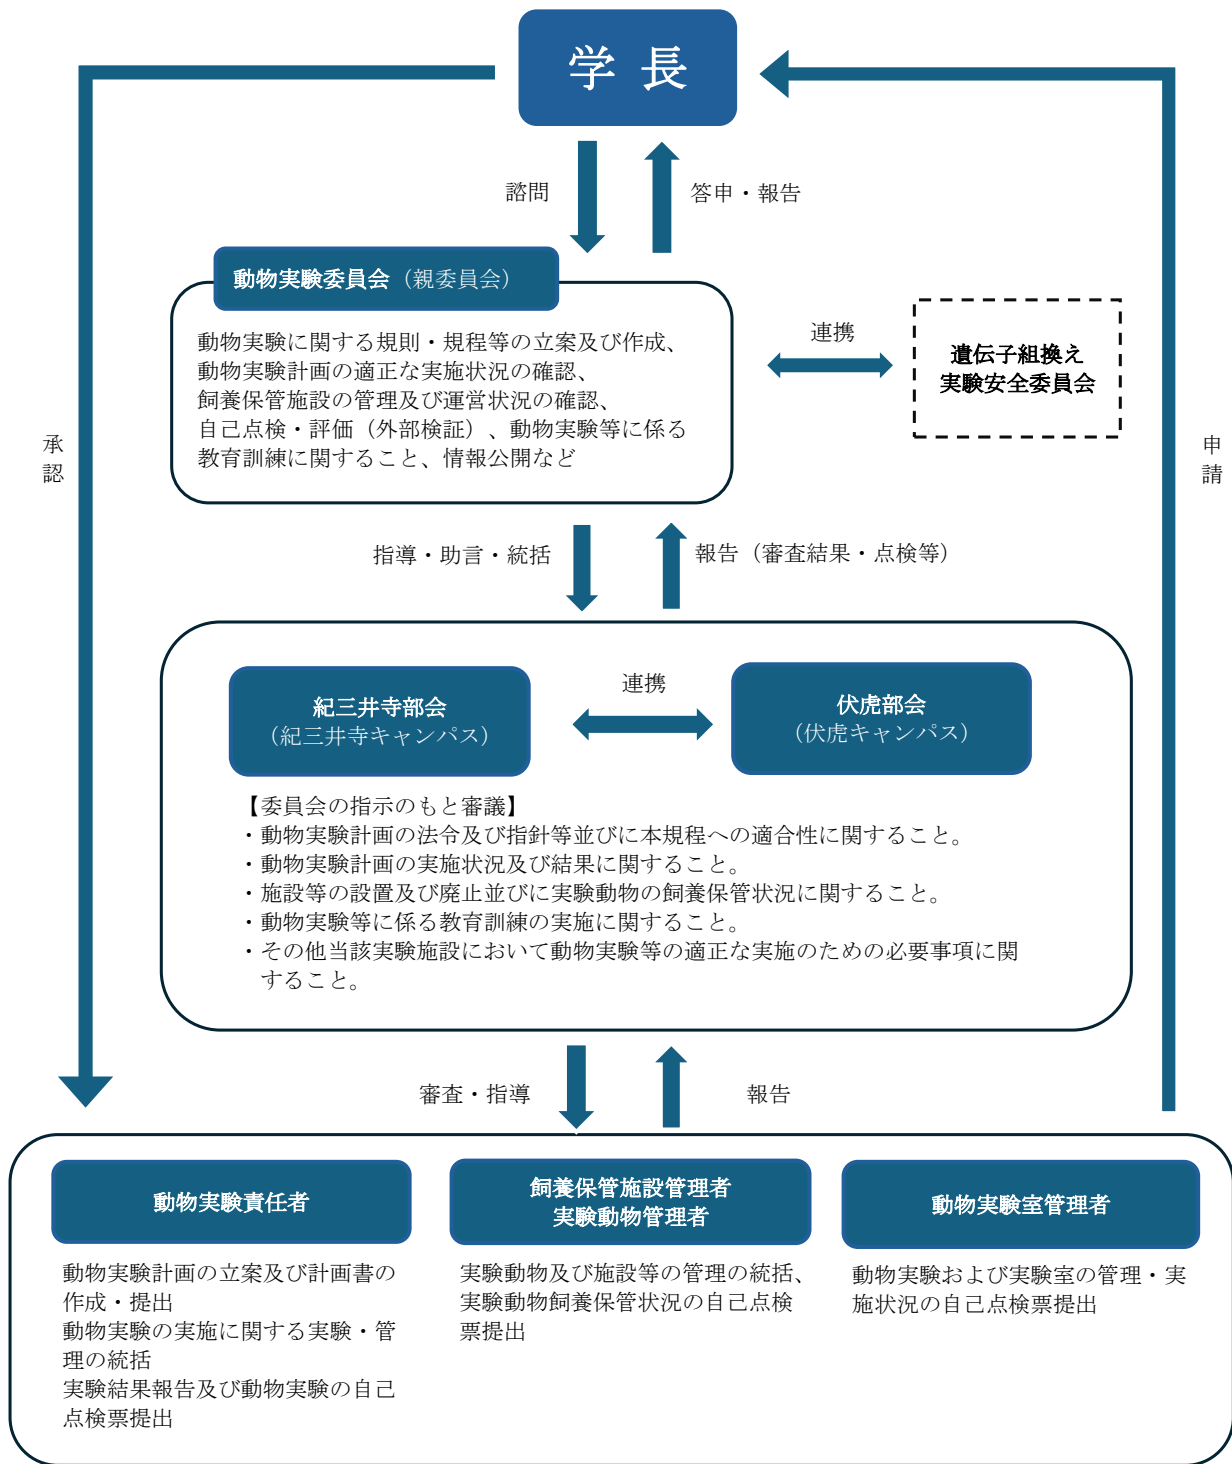 学 長
諮問
答申・報告
動物実験委員会（親委員会）
動物実験に関する規則・規程等の立案及び作成、
動物実験計画の適正な実施状況の確認、
飼養保管施設の管理及び運営状況の確認、
自己点検・評価（外部検証）、動物実験等に係る
教育訓練に関すること、情報公開など
連携
遺伝子組換え
実験安全委員会
承
認
申
請
指導・助言・統括
報告（審査結果・点検等）
紀三井寺部会
（紀三井寺キャンパス）
連携
伏虎部会
（伏虎キャンパス）
【委員会の指示のもと審議】
・動物実験計画の法令及び指針等並びに本規程への適合性に関すること。
・動物実験計画の実施状況及び結果に関すること。
・施設等の設置及び廃止並びに実験動物の飼養保管状況に関すること。
・動物実験等に係る教育訓練の実施に関すること。
・その他当該実験施設において動物実験等の適正な実施のための必要事項に関
すること。
審査・指導
報告
動物実験責任者
動物実験計画の立案及び計画書の
作成・提出
動物実験の実施に関する実験・管
理の統括
実験結果報告及び動物実験の自己
点検票提出
飼養保管施設管理者
実験動物管理者
実験動物及び施設等の管理の統括、
実験動物飼養保管状況の自己点検
票提出
動物実験室管理者
動物実験および実験室の管理・実
施状況の自己点検票提出